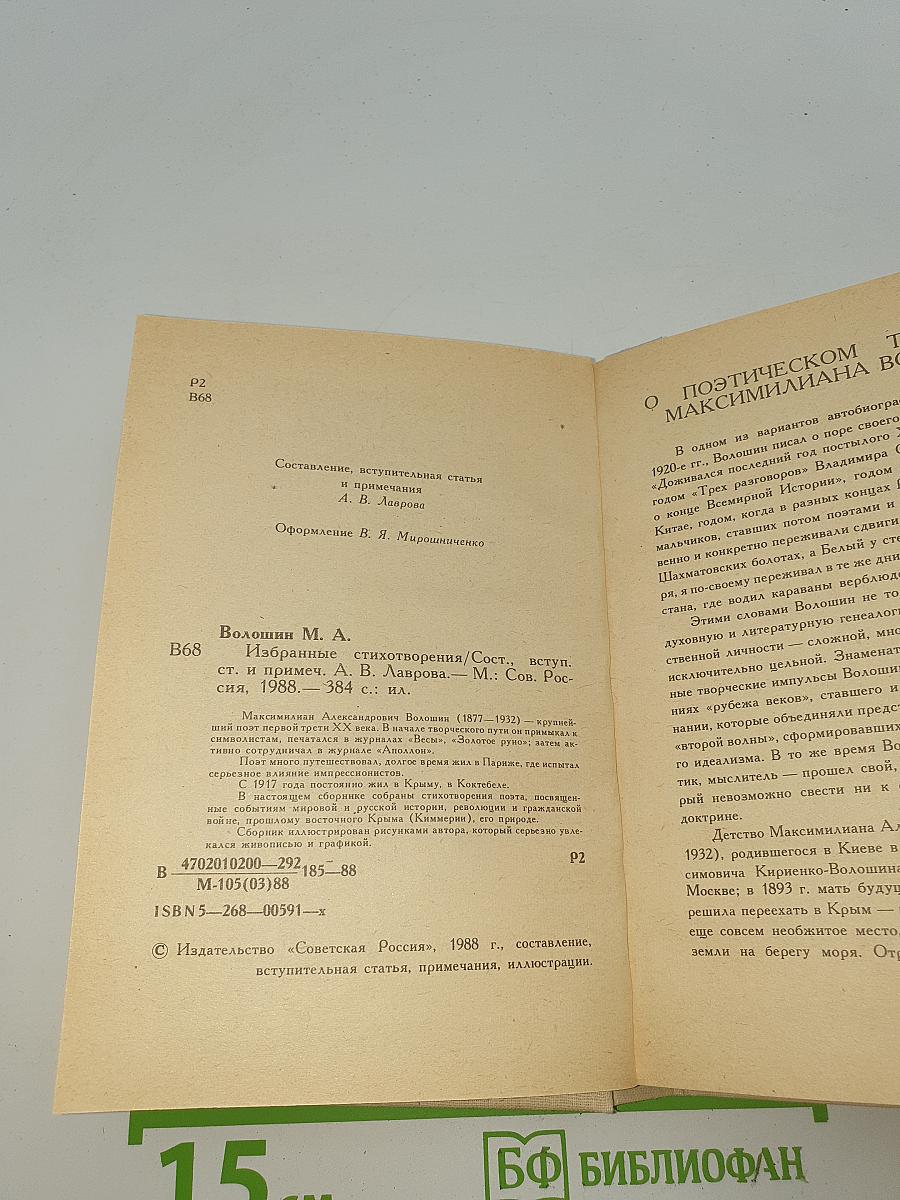 Р2
В68
Составление, вступительная статья
и примечания
А. В. Лаврова
Оформление В. Я. Мирошниченко
Волошин М. А.
В68 Избранные стихотворения/Сост., вступ.
ст. и примеч. А. В. Лаврова.— М.: Сов. Рос-
сия, 1988.— 384 с.: ил.
Максимилиан Александрович Волошин (1877—1932) — крупней-
ший поэт первой трети XX века. В начале творческого пути он примыкал к
символистам, печатался в журналах «Весы», «Золотое руно»; затем ак-
тивно сотрудничал в журнале «Аполлон».
Поэт много путешествовал, долгое время жил в Париже, где испытал
серьезное влияние импрессионистов.
С 1917 года постоянно жил в Крыму, в Коктебеле.
В настоящем сборнике собраны стихотворения поэта, посвящен-
ные событиям мировой и русской истории, революции и гражданской
войне, прошлому восточного Крыма (Киммерии), его природе.
Сборник иллюстрирован рисунками автора, который серьезно увле-
кался живописью и графикой.
В 4702010200—292 185—88 Р2
М-105(03)88
ISBN 5—268—00591—х
© Издательство «Советская Россия», 1988 г., составление,
вступительная статья, примечания, иллюстрации.
О ПОЭТИЧЕСКОМ Т
МАКСИМИЛИАНА ВО
В одном из вариантов автобиограф
1920-е гг., Волошин писал о поре своего
«Доживался последний год постылого X
годом «Трех разговоров» Владимира С
о конце Всемирной Истории», годом
Китае, годом, когда в разных концах
мальчиков, ставших потом поэтами и
венно и конкретно переживали сдвиги
Шахматовских болотах, а Белый у сте
ря, я по-своему переживал в те же дни
стана, где водил караваны верблюдо
Этими словами Волошин не то
духовную и литературную генеалог
ственной личности — сложной, мно
исключительно цельной. Знаменат
ные творческие импульсы Волоши
ниях «рубежа веков», ставшего и
нании, которые объединяли предст
«второй волны», сформировавших
го идеализма. В то же время Во
тик, мыслитель — прошел свой,
рый невозможно свести ни к
доктрине.
Детство Максимилиана Ал
1932), родившегося в Киеве в
симовича Кириенко-Волошина
Москве; в 1893 г. мать будущ
решила переехать в Крым —
еще совсем необжитое место,
земли на берегу моря. Отр
15 см
БФ БИБЛИОФАН